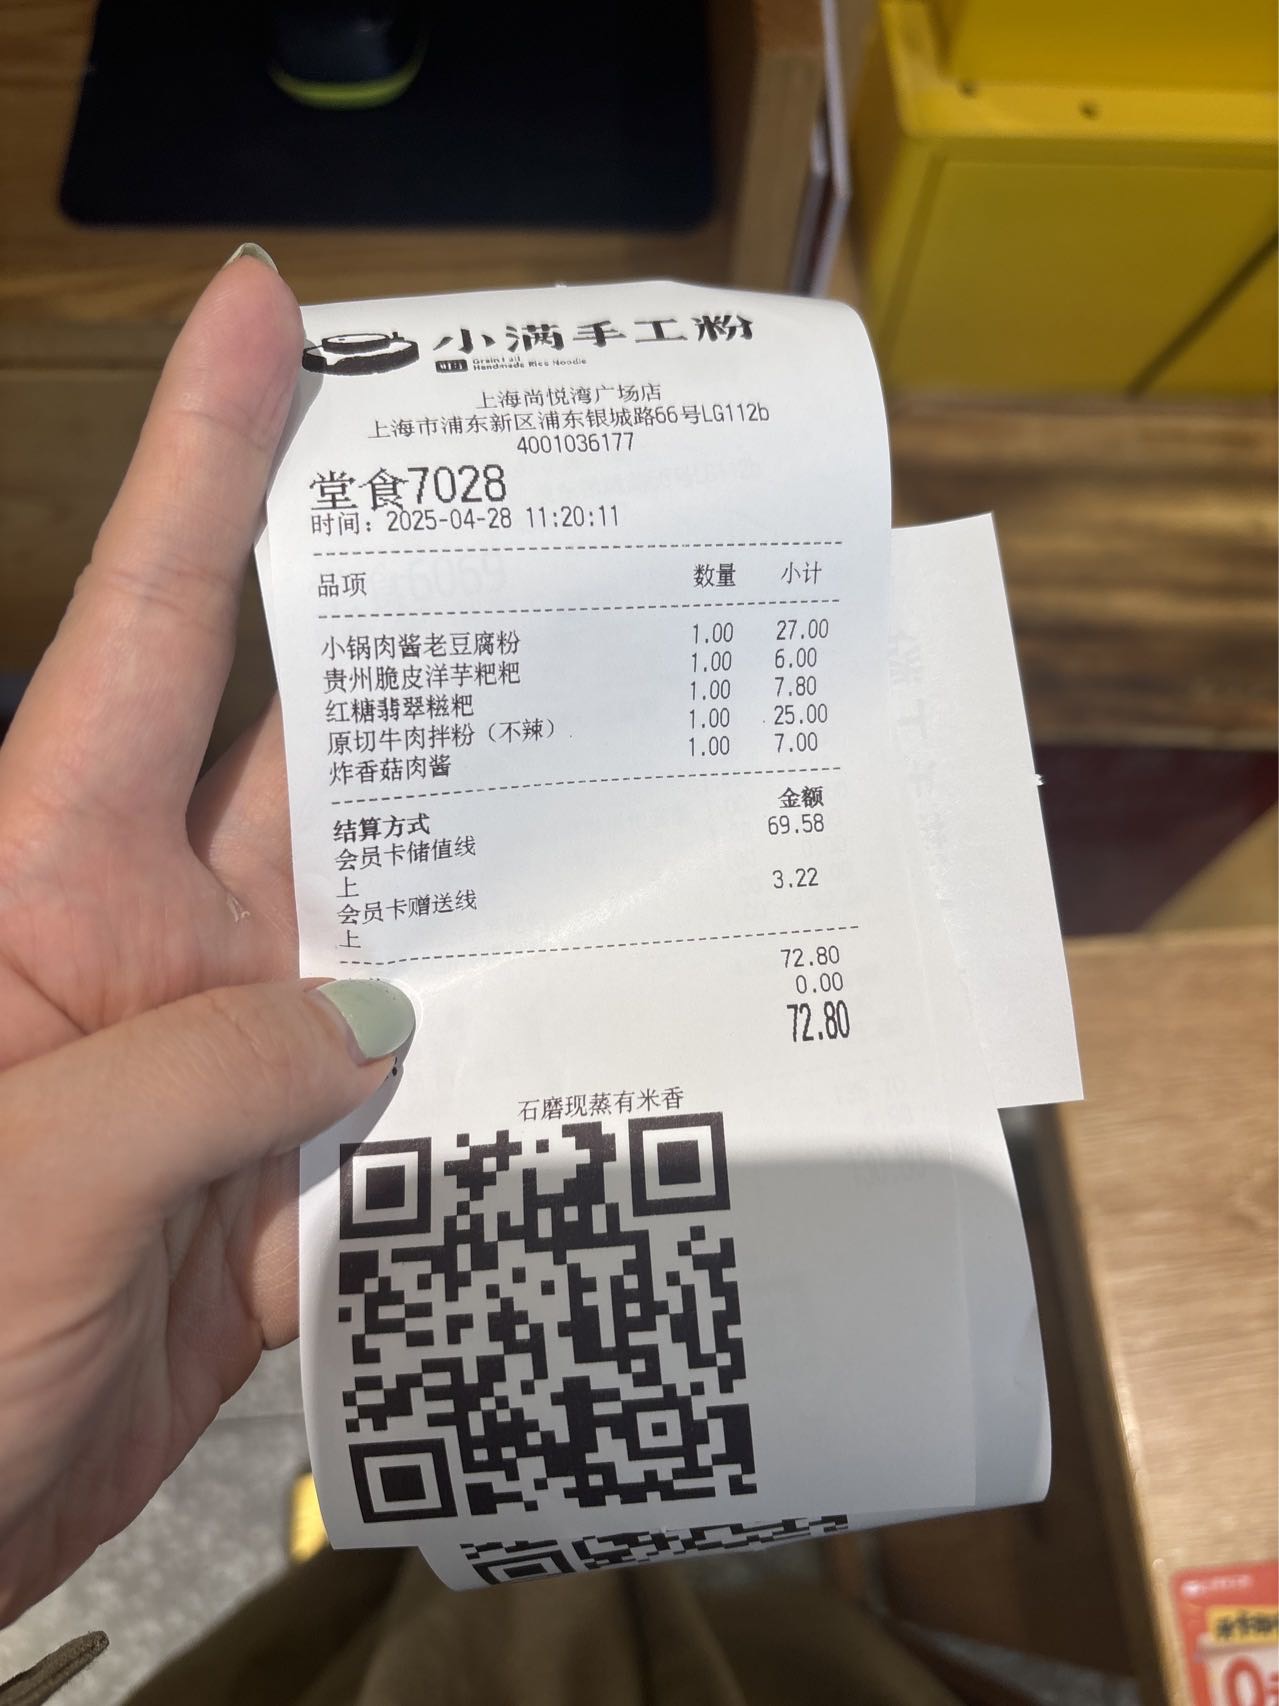 小满手工粉
Handmade Rice Noodle
上海尚悦湾广场店
上海市浦东新区浦东银城路66号LG112b
4001036177
堂食7028
时间：2025-04-28 11:20:11
品项 数量 小计
小锅肉酱老豆腐粉 1.00 27.00
贵州脆皮洋芋粑粑 1.00 6.00
红糖翡翠糍粑 1.00 7.80
原切牛肉拌粉（不辣） 1.00 25.00
炸香菇肉酱 1.00 7.00
结算方式 金额
会员卡储值线 69.58
上
会员卡赠送线 3.22
上
72.80
0.00
72.80
石磨现蒸有米香